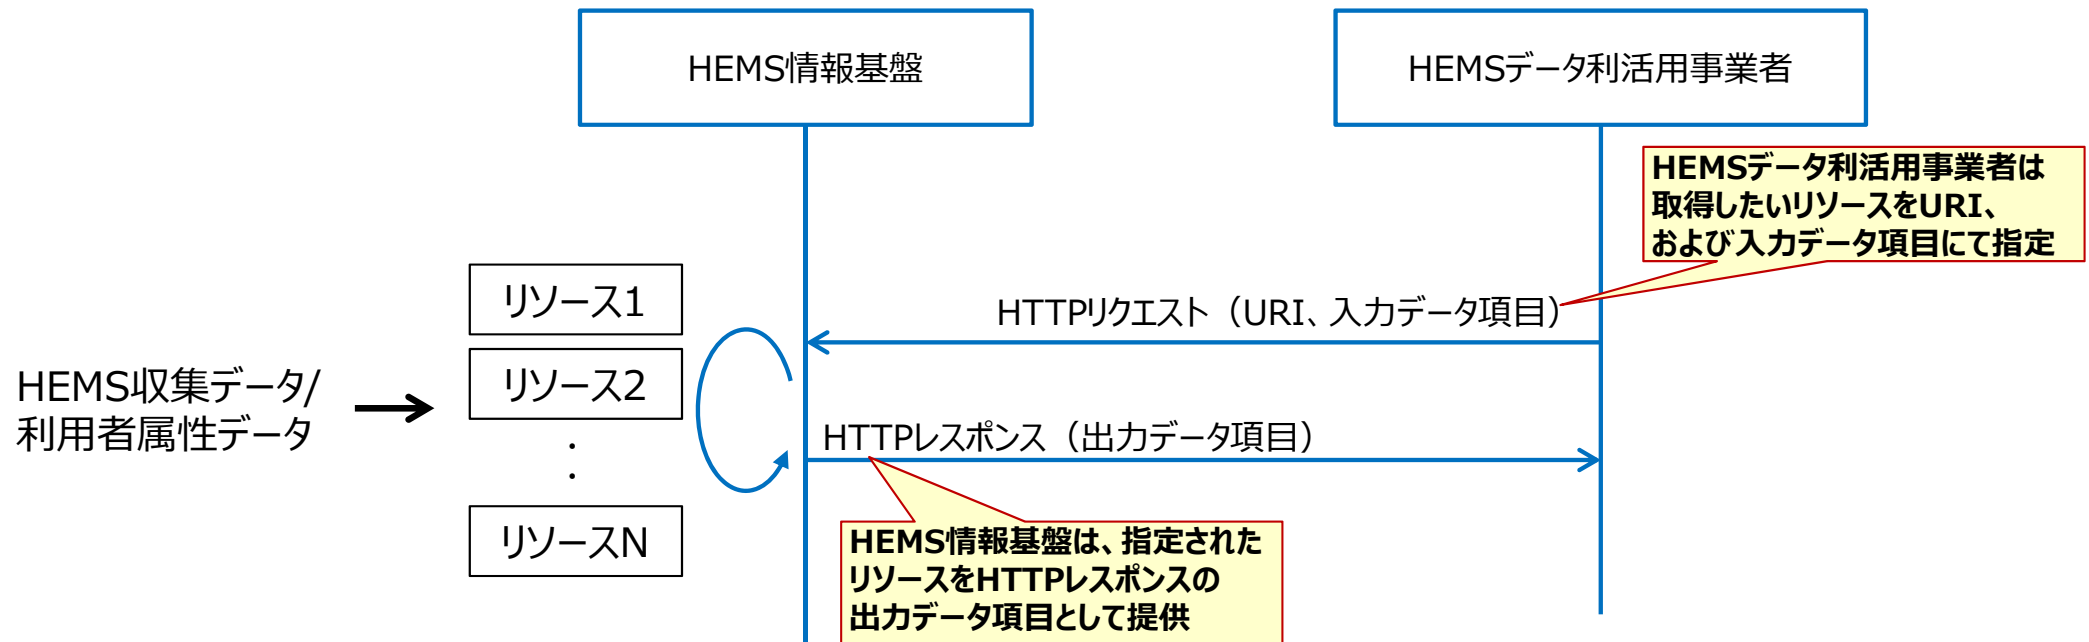 HEMS情報基盤
HEMSデータ利活用事業者
HEMSデータ利活用事業者は
取得したいリソースをURI、
および入力データ項目にて指定
リソース1
HTTPリクエスト（URI、入力データ項目）
リソース2
HEMS収集データ/
利用者属性データ
HTTPレスポンス（出力データ項目）
・
・
リソースN
HEMS情報基盤は、指定された
リソースをHTTPレスポンスの
出力データ項目として提供